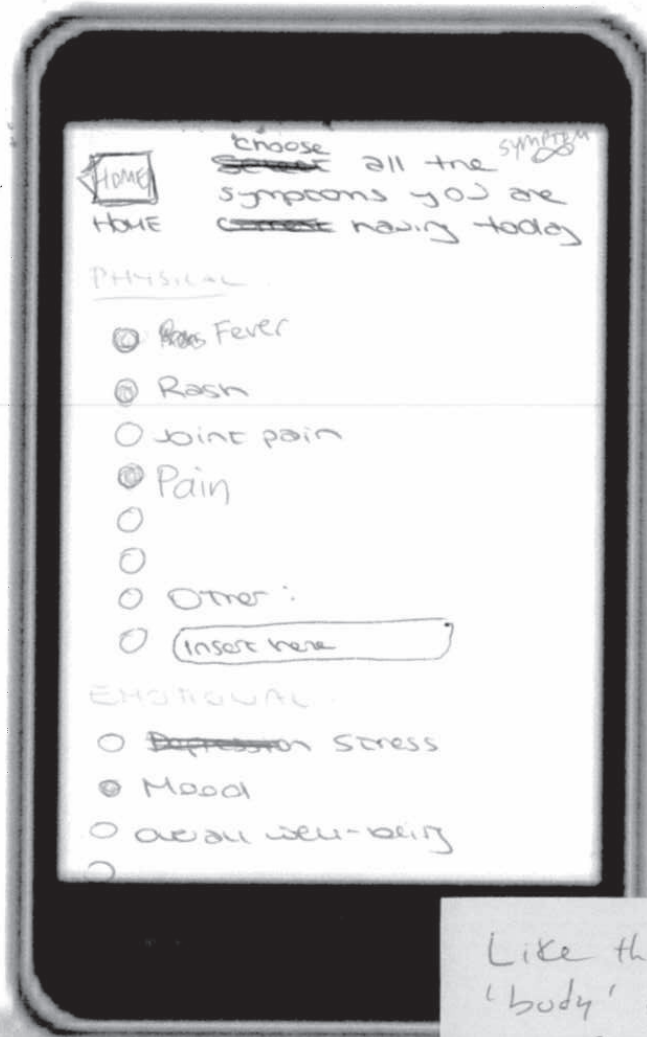 choose
HOME
all the
symptoms you are
HOME
having today
PHYSICAL
Fever
Rash
Joint pain
Pain
Other :
Insert here
EMOTIONAL
Depression Stress
Mood
Overall well-being
Like th
'body'